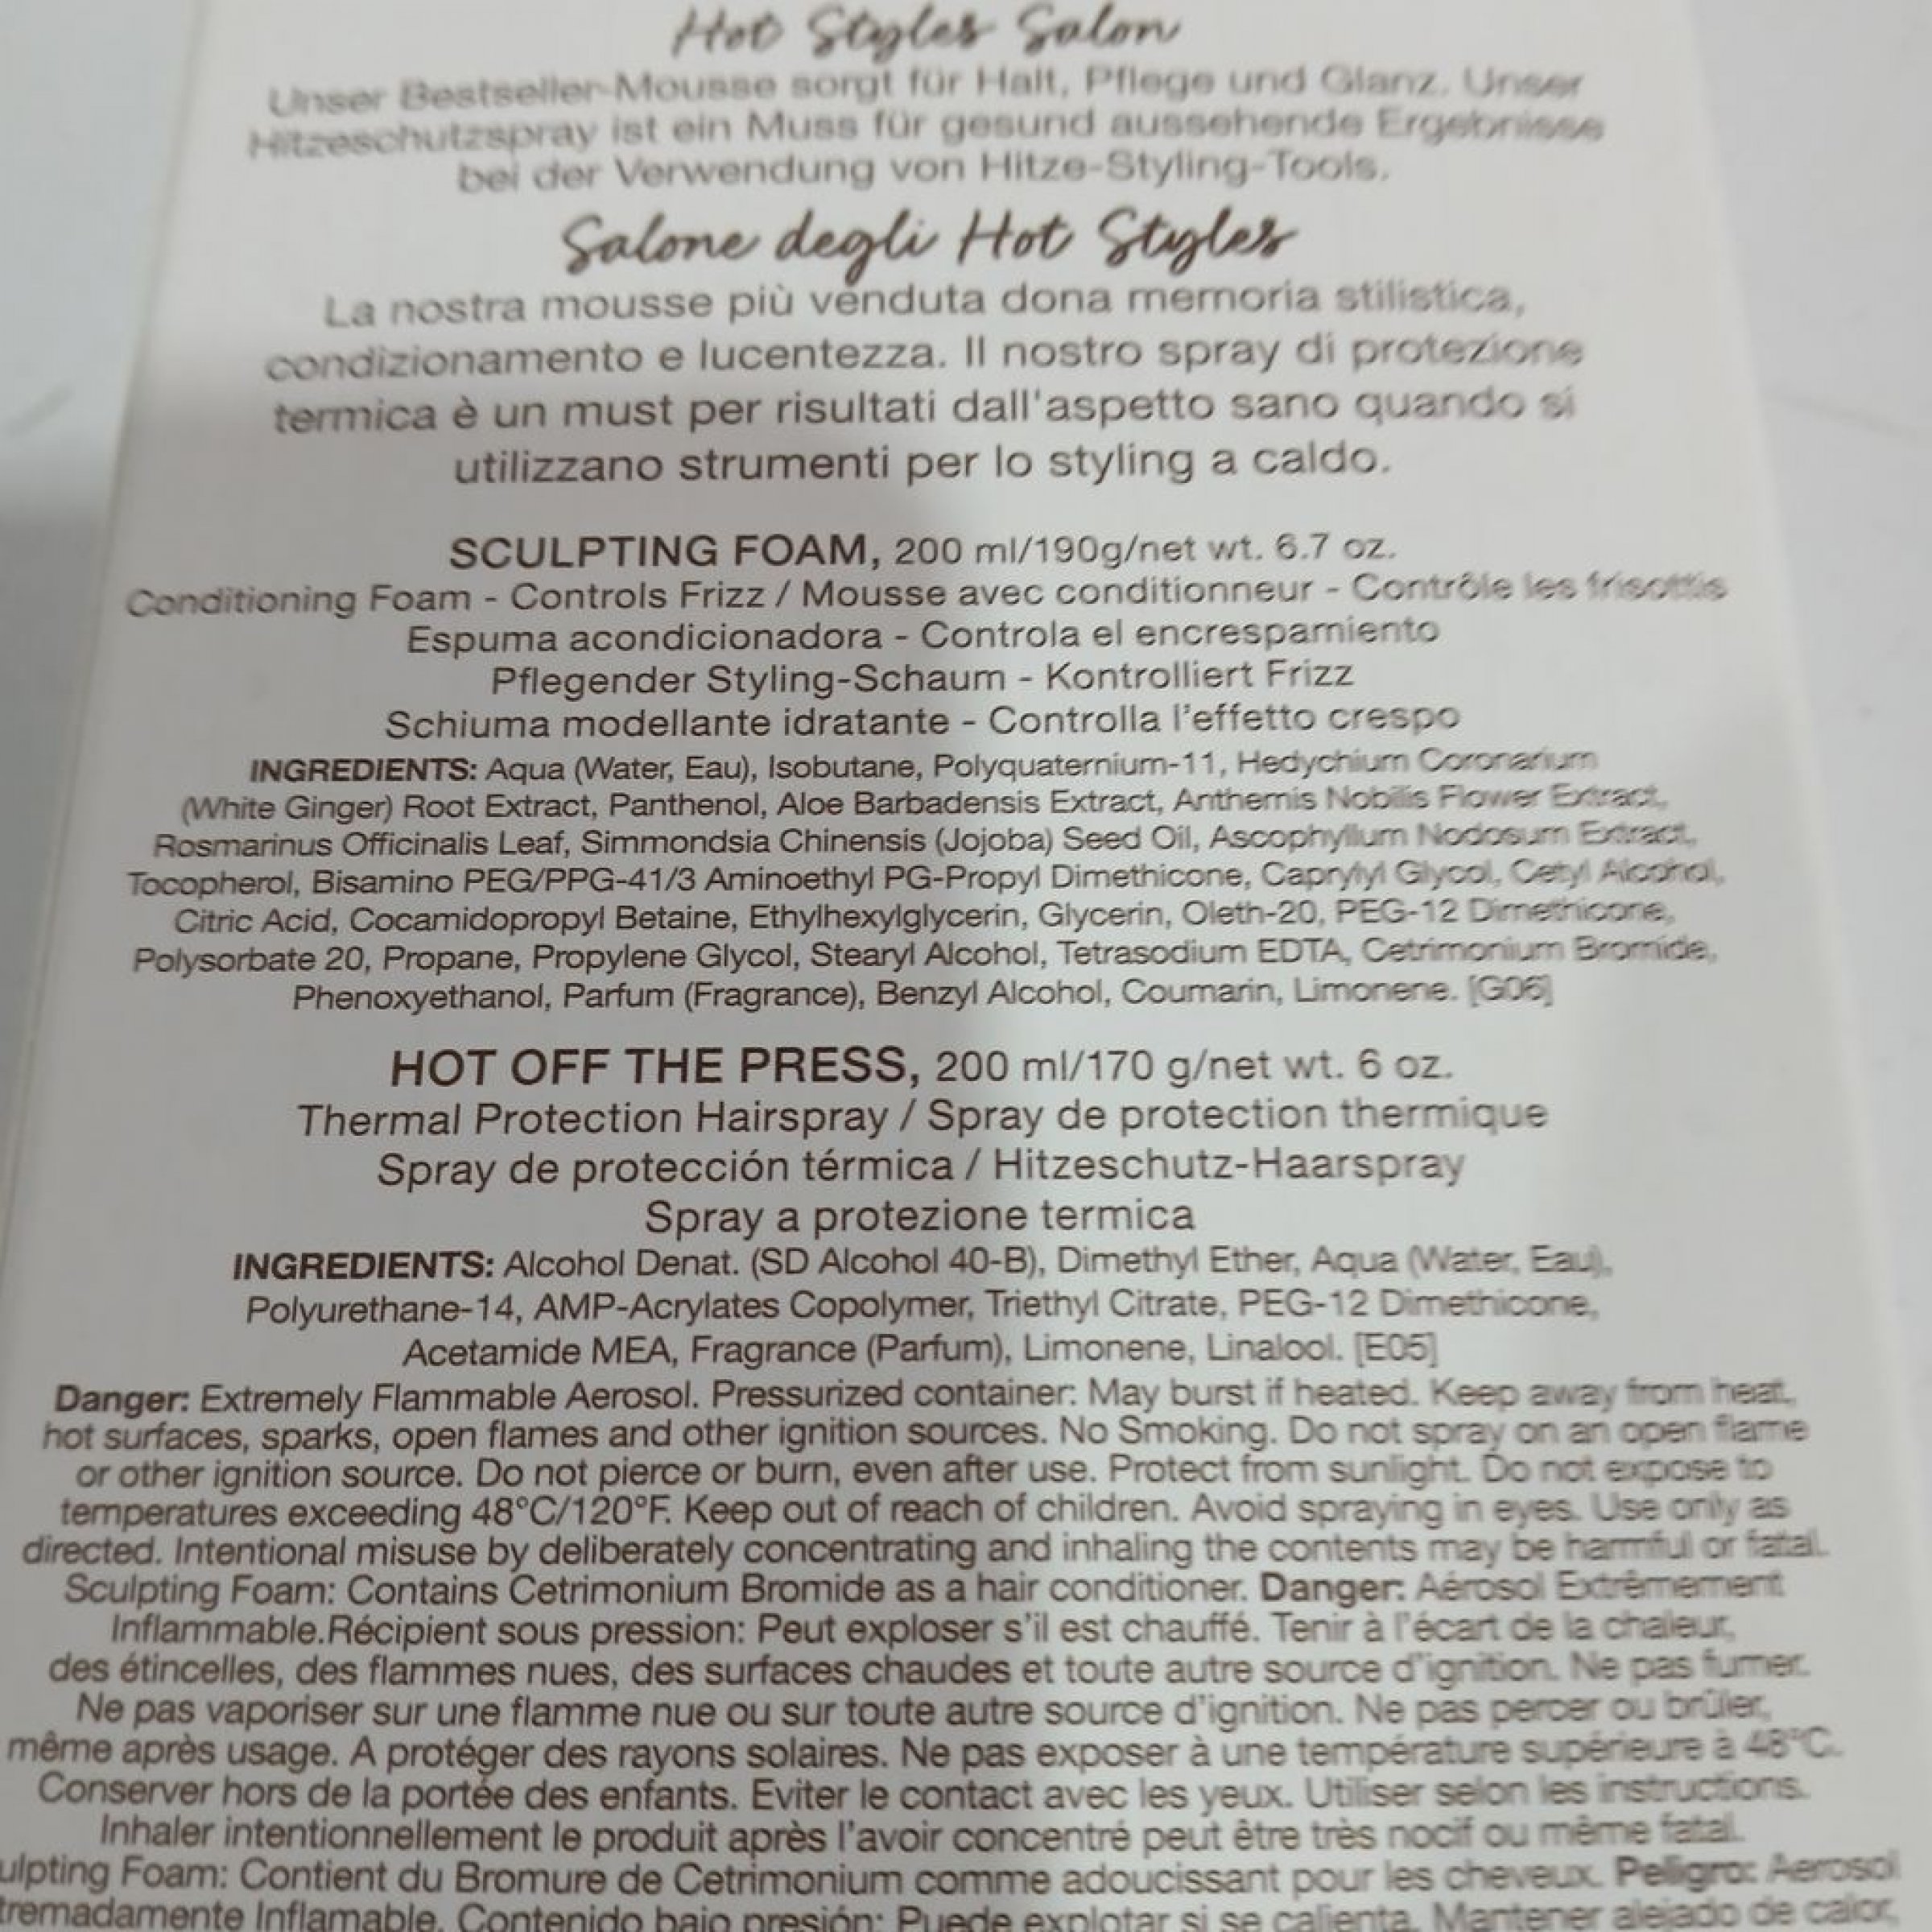 Hot Styles Salon
Unser Bestseller-Mousse sorgt für Halt, Pflege und Glanz. Unser
Hitzeschutzspray ist ein Muss für gesund aussehende Ergebnisse
bei der Verwendung von Hitze-Styling-Tools.
Salone degli Hot Styles
La nostra mousse più venduta dona memoria stilistica,
condizionamento e lucentezza. Il nostro spray di protezione
termica è un must per risultati dall'aspetto sano quando si
utilizzano strumenti per lo styling a caldo.
SCULPTING FOAM, 200 ml/190g/net wt. 6.7 oz.
Conditioning Foam - Controls Frizz / Mousse avec conditionneur - Contrôle les frisottis
Espuma acondicionadora - Controla el encrespamiento
Pflegender Styling-Schaum - Kontrolliert Frizz
Schiuma modellante idratante - Controlla l'effetto crespo
INGREDIENTS: Aqua (Water, Eau), Isobutane, Polyquaternium-11, Hedychium Coronarium
(White Ginger) Root Extract, Panthenol, Aloe Barbadensis Extract, Anthemis Nobilis Flower Extract,
Rosmarinus Officinalis Leaf, Simmondsia Chinensis (Jojoba) Seed Oil, Ascophyllum Nodosum Extract,
Tocopherol, Bisamino PEG/PPG-41/3 Aminoethyl PG-Propyl Dimethicone, Caprylyl Glycol, Cetyl Alcohol,
Citric Acid, Cocamidopropyl Betaine, Ethylhexylglycerin, Glycerin, Oleth-20, PEG-12 Dimethicone,
Polysorbate 20, Propane, Propylene Glycol, Stearyl Alcohol, Tetrasodium EDTA, Cetrimonium Bromide,
Phenoxyethanol, Parfum (Fragrance), Benzyl Alcohol, Coumarin, Limonene. [G06]
HOT OFF THE PRESS, 200 ml/170 g/net wt. 6 oz.
Thermal Protection Hairspray / Spray de protection thermique
Spray de protección térmica / Hitzeschutz-Haarspray
Spray a protezione termica
INGREDIENTS: Alcohol Denat. (SD Alcohol 40-B), Dimethyl Ether, Aqua (Water, Eau),
Polyurethane-14, AMP-Acrylates Copolymer, Triethyl Citrate, PEG-12 Dimethicone,
Acetamide MEA, Fragrance (Parfum), Limonene, Linalool. [E05]
Danger: Extremely Flammable Aerosol. Pressurized container: May burst if heated. Keep away from heat,
hot surfaces, sparks, open flames and other ignition sources. No Smoking. Do not spray on an open flame
or other ignition source. Do not pierce or burn, even after use. Protect from sunlight. Do not expose to
temperatures exceeding 48°C/120°F. Keep out of reach of children. Avoid spraying in eyes. Use only as
directed. Intentional misuse by deliberately concentrating and inhaling the contents may be harmful or fatal.
Sculpting Foam: Contains Cetrimonium Bromide as a hair conditioner. Danger: Aérosol Extrêmement
Inflammable.Récipient sous pression: Peut exploser s'il est chauffé. Tenir à l'écart de la chaleur,
des étincelles, des flammes nues, des surfaces chaudes et toute autre source d'ignition. Ne pas fumer.
Ne pas vaporiser sur une flamme nue ou sur toute autre source d'ignition. Ne pas percer ou brûler,
même après usage. A protéger des rayons solaires. Ne pas exposer à une température supérieure à 48°C.
Conserver hors de la portée des enfants. Eviter le contact avec les yeux. Utiliser selon les instructions.
Inhaler intentionnellement le produit après l'avoir concentré peut être très nocif ou même fatal.
ulpting Foam: Contient du Bromure de Cetrimonium comme adoucissant pour les cheveux. Peligro: Aerosol
tremadamente Inflamable. Contenido bajo presión: Puede explotar si se calienta. Mantener alejado de calor,